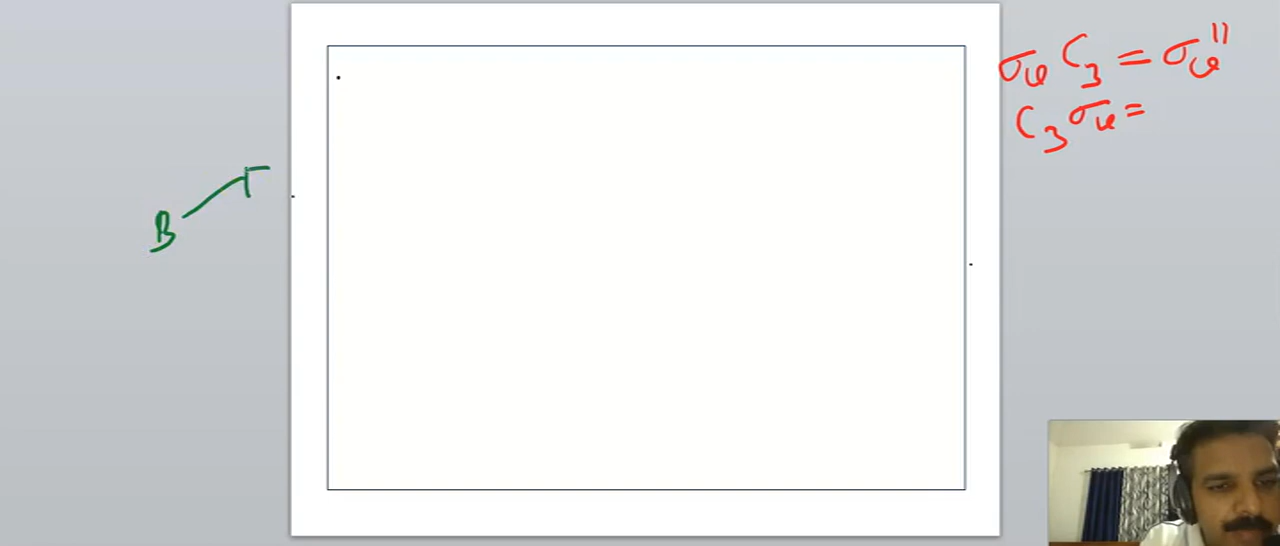 σv C3 = σv''
C3 σv =
B